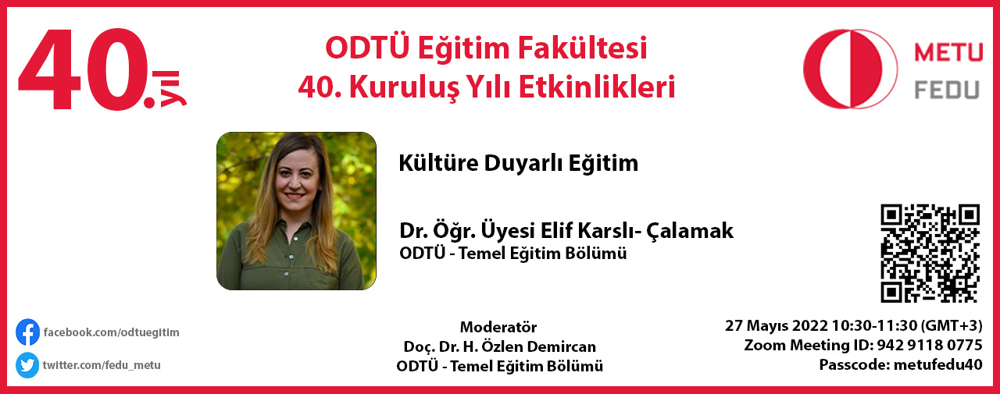 40.yıl
ODTÜ Eğitim Fakültesi
40. Kuruluş Yılı Etkinlikleri
METU
FEDU
Kültüre Duyarlı Eğitim
Dr. Öğr. Üyesi Elif Karslı- Çalamak
ODTÜ - Temel Eğitim Bölümü
facebook.com/odtuegitim
twitter.com/fedu_metu
Moderatör
Doç. Dr. H. Özlen Demircan
ODTÜ - Temel Eğitim Bölümü
27 Mayıs 2022 10:30-11:30 (GMT+3)
Zoom Meeting ID: 942 9118 0775
Passcode: metufedu40